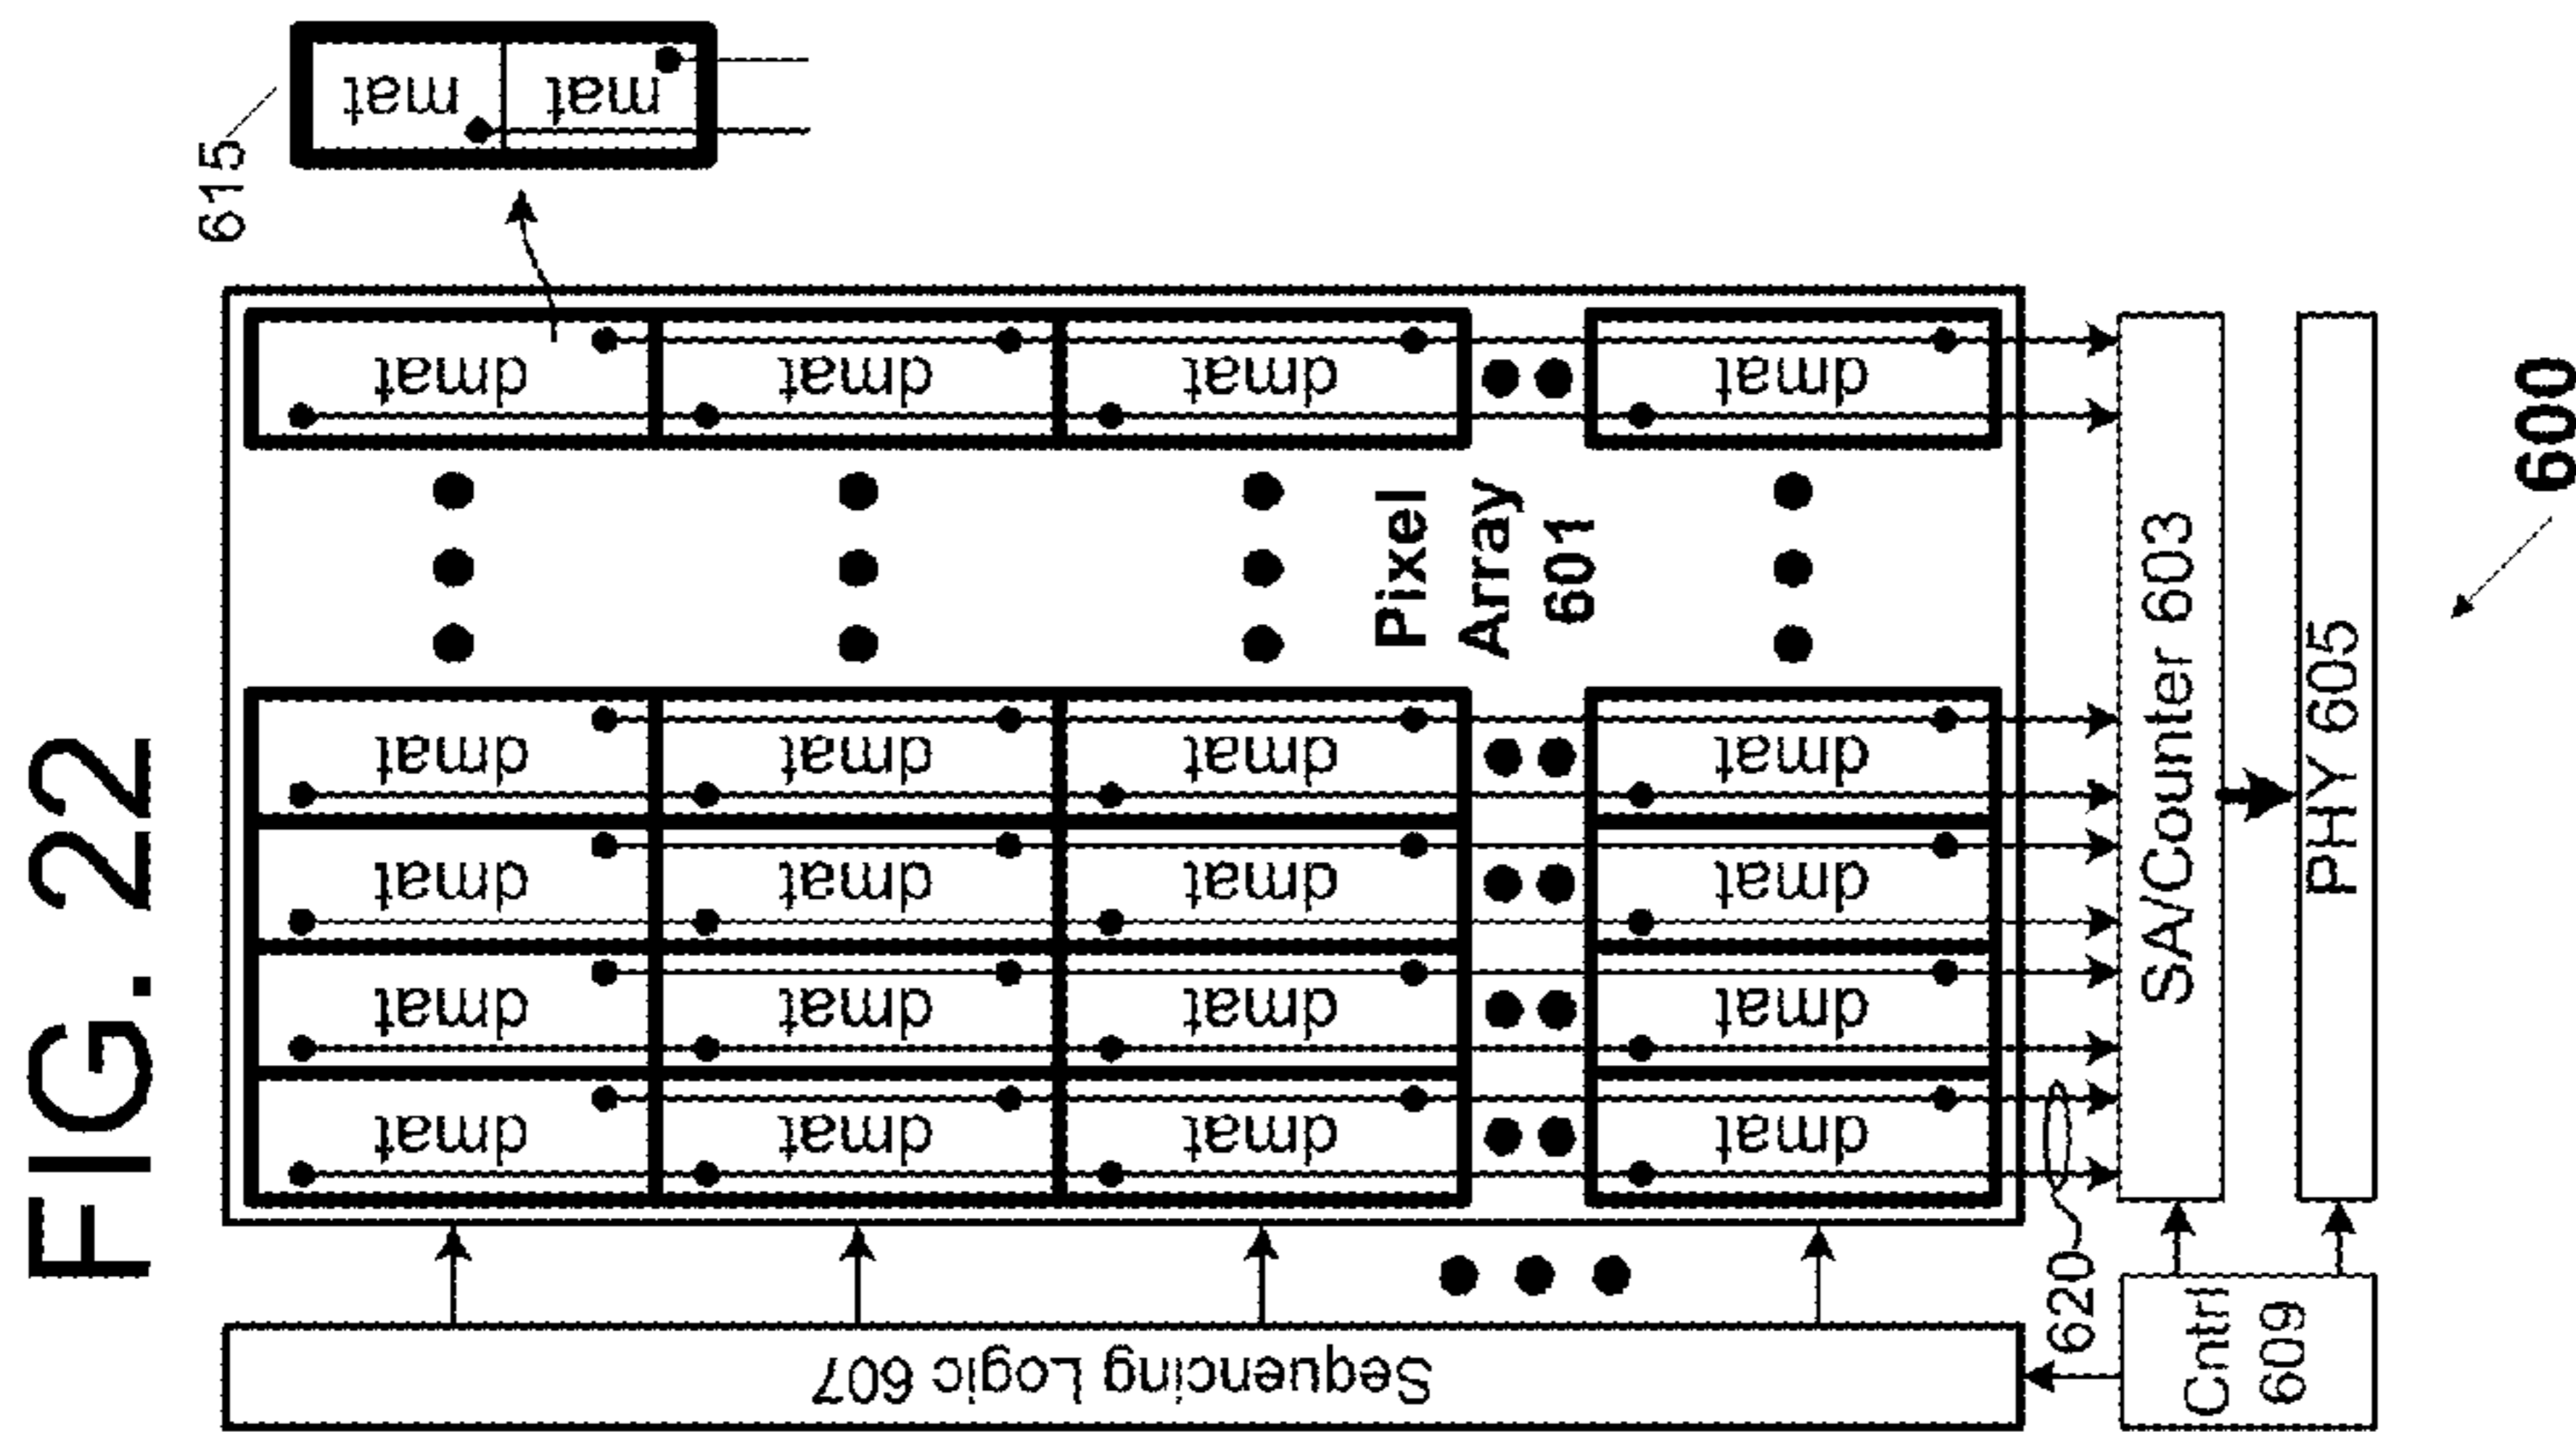 FIG. 22
615
mat
mat
Sequencing Logic 607
dmat dmat dmat dmat dmat
dmat dmat dmat dmat dmat
dmat dmat dmat dmat dmat
Pixel
Array
601
dmat dmat dmat dmat dmat
620
Cntrl
609
SA/Counter 603
PHY 605
600